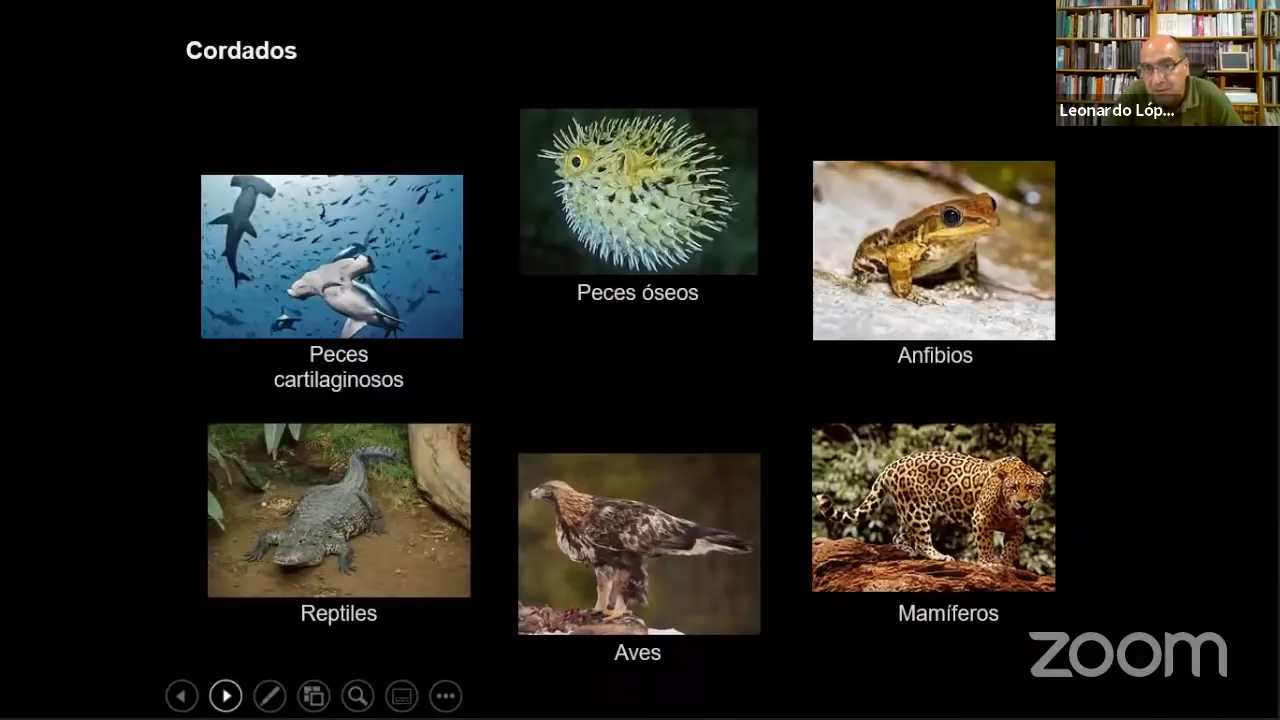 Cordados
Leonardo Lóp...
Peces óseos
Peces
cartilaginosos
Anfibios
Reptiles
Aves
Mamíferos
zoom